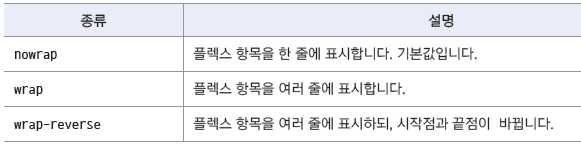 종류 설명
nowrap 플렉스 항목을 한 줄에 표시합니다. 기본값입니다.
wrap 플렉스 항목을 여러 줄에 표시합니다.
wrap-reverse 플렉스 항목을 여러 줄에 표시하되, 시작점과 끝점이 바뀝니다.